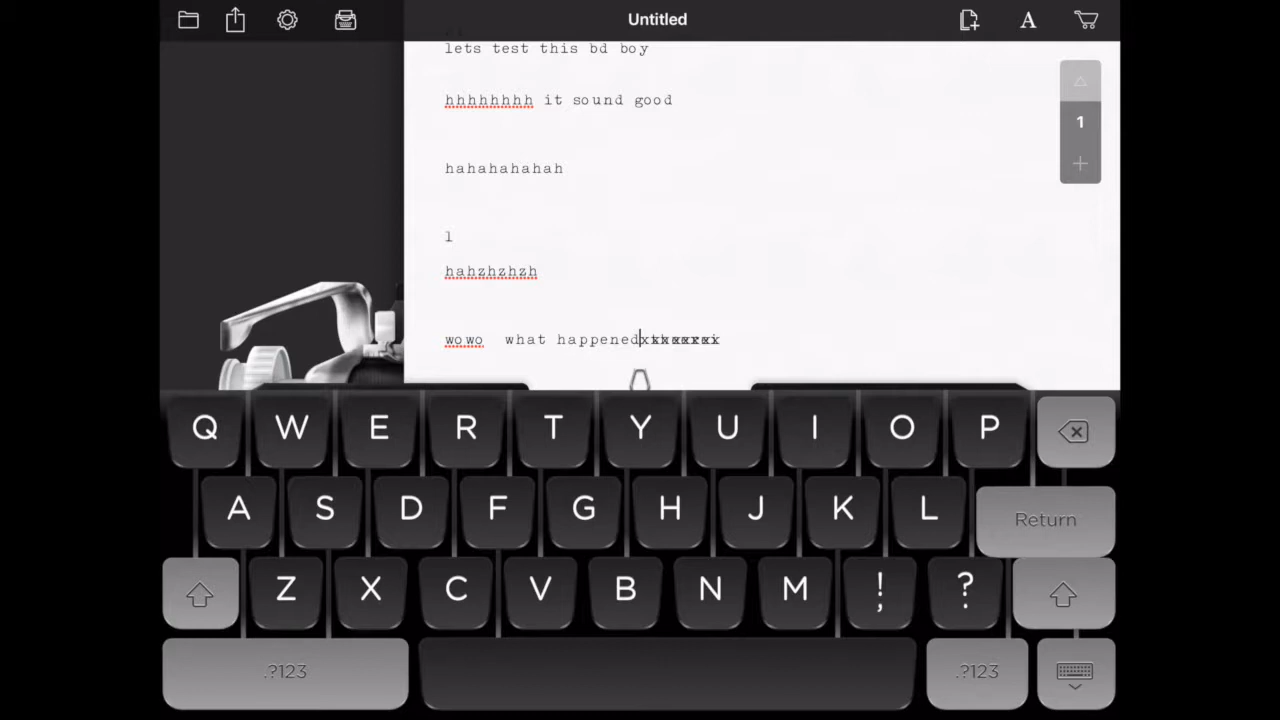 Untitled
lets test this bd boy
hhhhhhhh it sound good
hahahahahah
l
hahzhzhzh
wowo what happened
1
Q W E R T Y U I O P
A S D F G H J K L Return
Z X C V B N M ! ; ? :
.?123 .?123